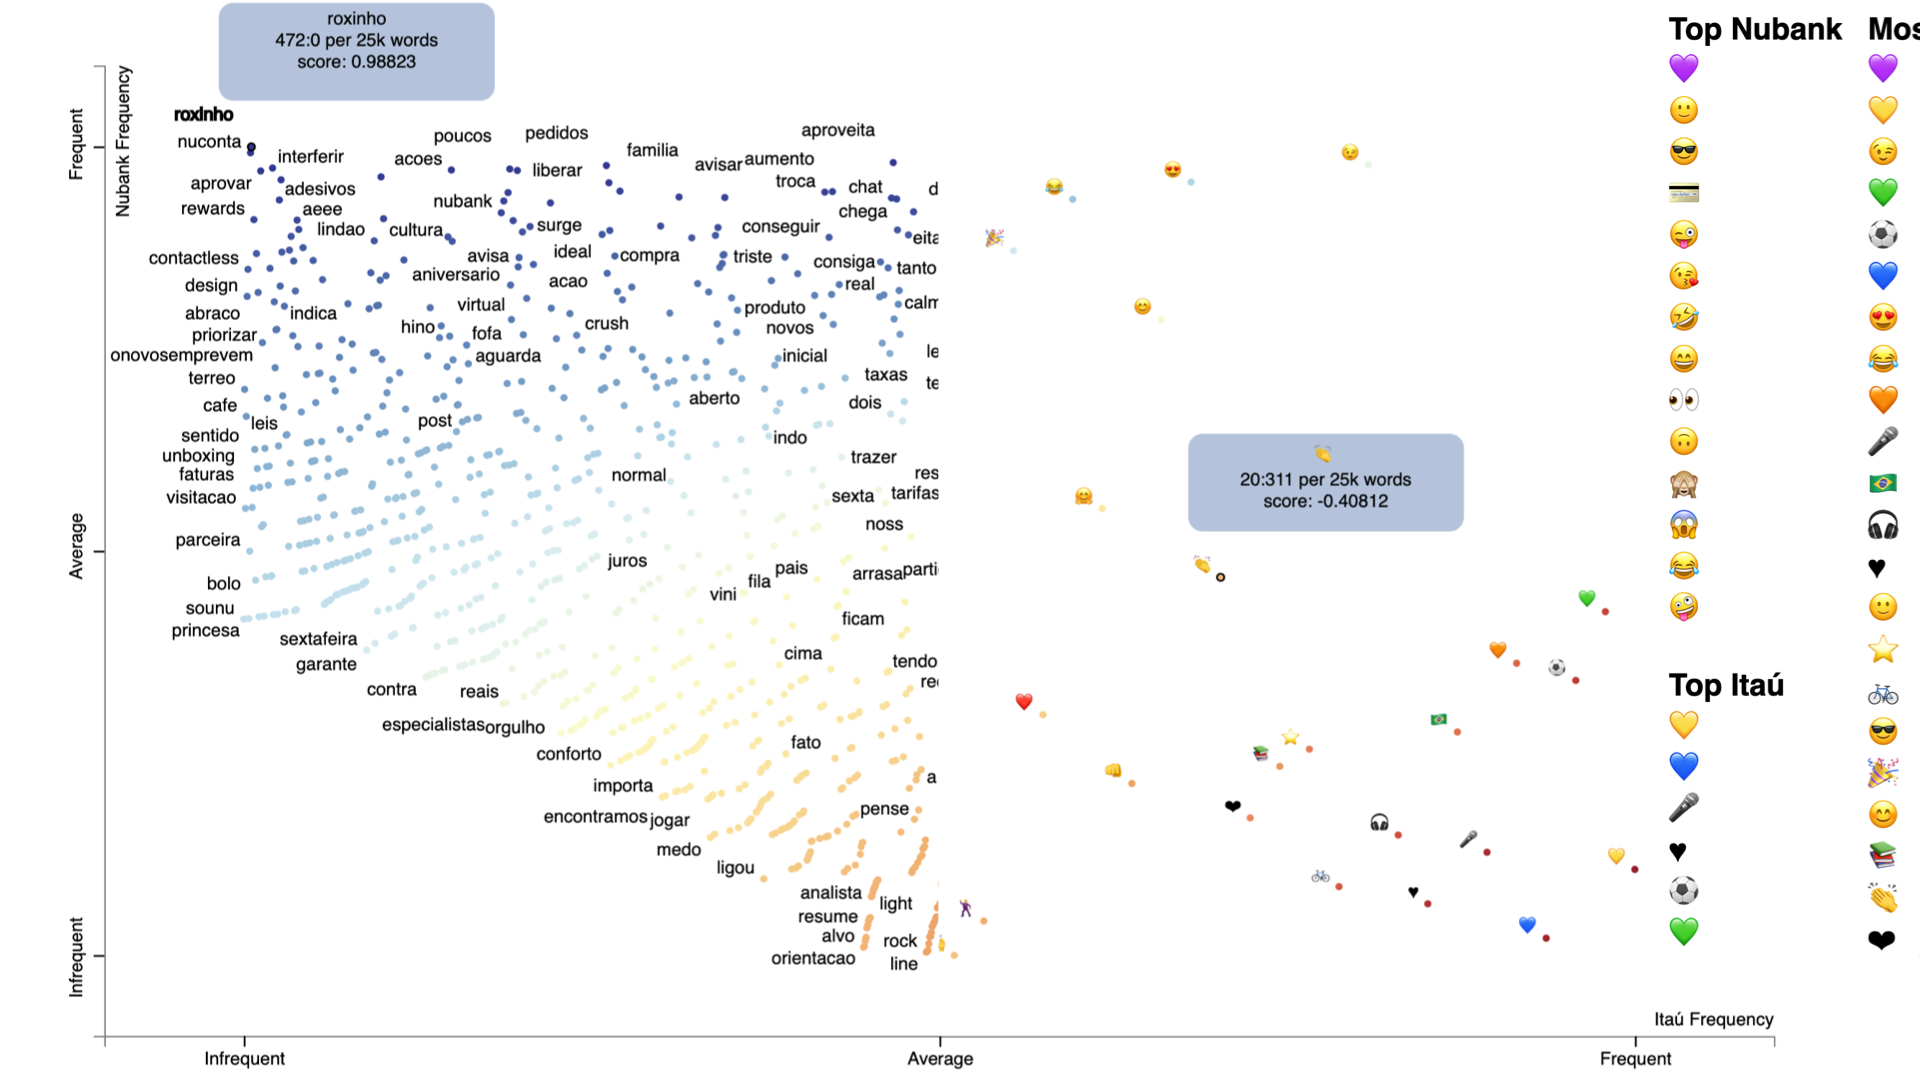 roxinho
472:0 per 25k words
score: 0.98823
Top Nubank
Mos
Nubank Frequency
Frequent
Average
Infrequent
roxinho
nuconta
poucos
pedidos
aproveita
interferir
acoes
liberar
familia
avisar
aumento
aprovar
adesivos
troca
chat
d
rewards
aeee
nubank
chega
lindao
cultura
surge
conseguir
eita
contactless
avisa
ideal
compra
triste
consiga
tanto
design
aniversario
acao
real
abraco
indica
virtual
produto
calm
priorizar
hino
fofa
crush
novos
onovosemprevem
aguarda
inicial
le
terreo
taxas
te
cafe
aberto
dois
leis
post
sentido
indo
unboxing
trazer
faturas
normal
res
visitacao
sexta
tarifas
noss
parceira
juros
pais
arrasa
parti
bolo
fila
vini
sounu
ficam
princesa
sextafeira
cima
tendo
garante
rec
contra
reais
especialistas
orgulho
fato
conforto
a
importa
encontramos
jogar
pense
medo
ligou
analista
light
resume
alvo
rock
orientacao
line
20:311 per 25k words
score: -0.40812
Top Itaú
Itaú Frequency
Infrequent
Average
Frequent